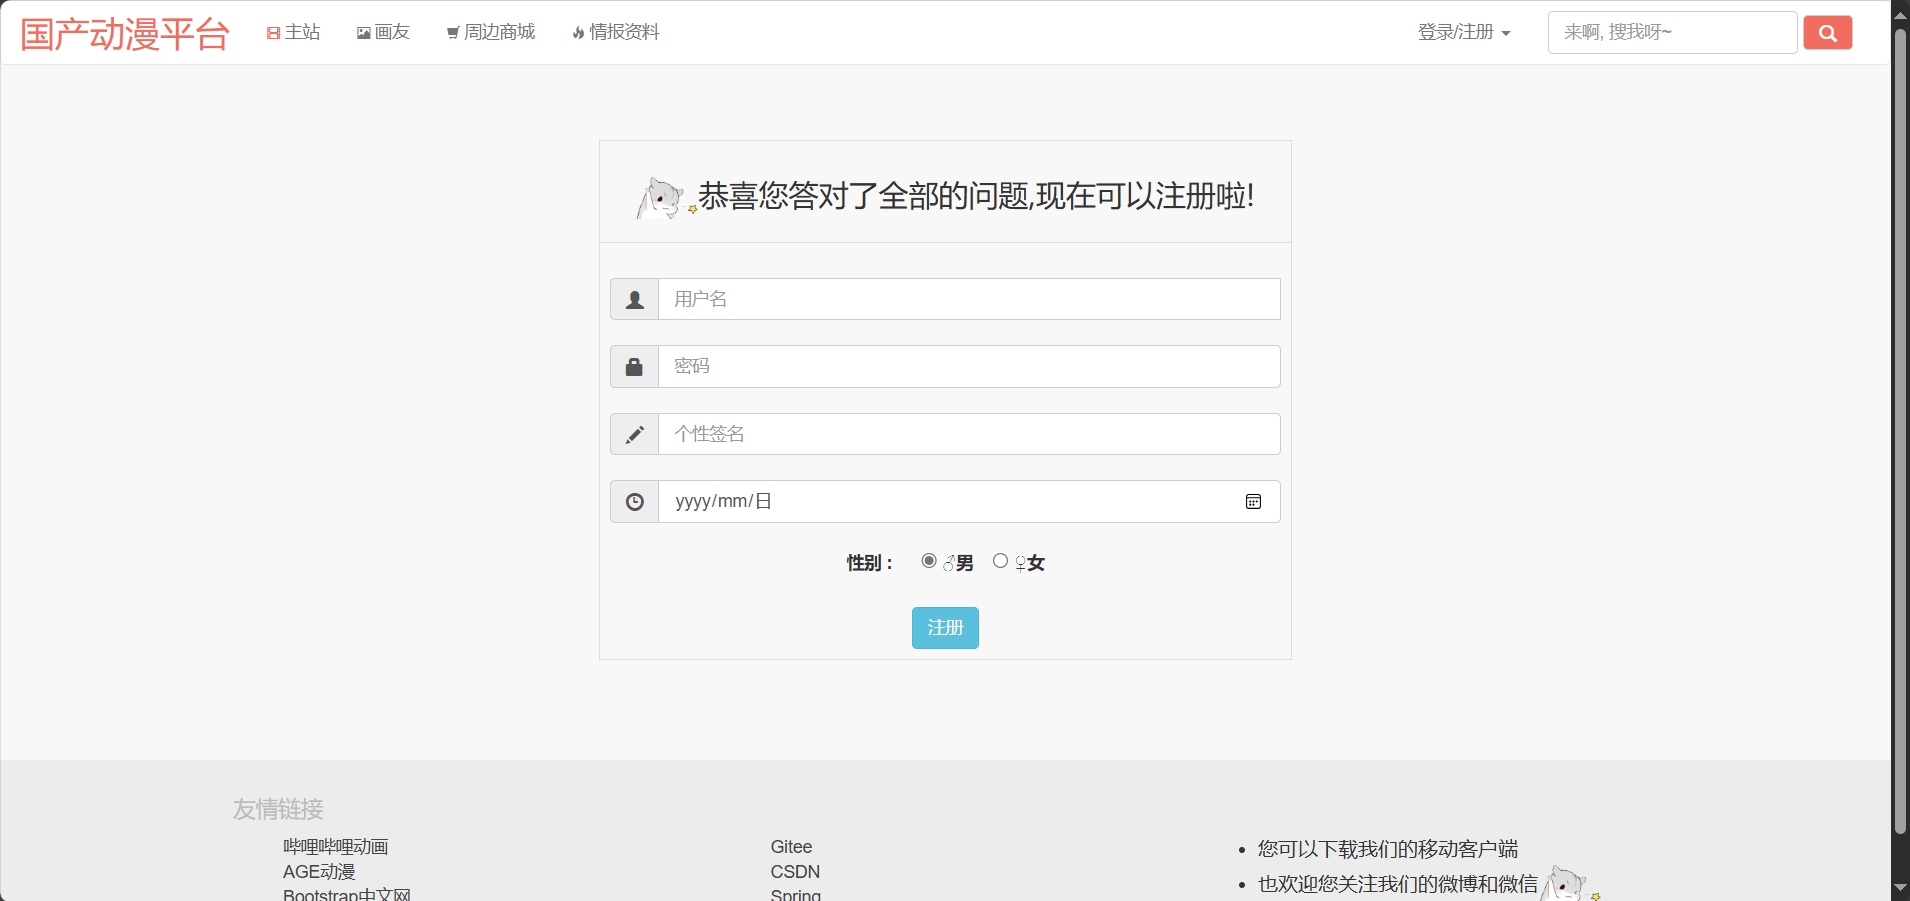 国产动漫平台 主站 画友 周边商城 情报资料 登录/注册 来啊, 搜我呀~
恭喜您答对了全部的问题,现在可以注册啦!
用户名
密码
个性签名
yyyy/mm/日
性别： ♂男 ♀女
注册
友情链接
哔哩哔哩动画
AGE动漫
Bootstrap中文网
Gitee
CSDN
Spring
您可以下载我们的移动客户端
也欢迎您关注我们的微博和微信